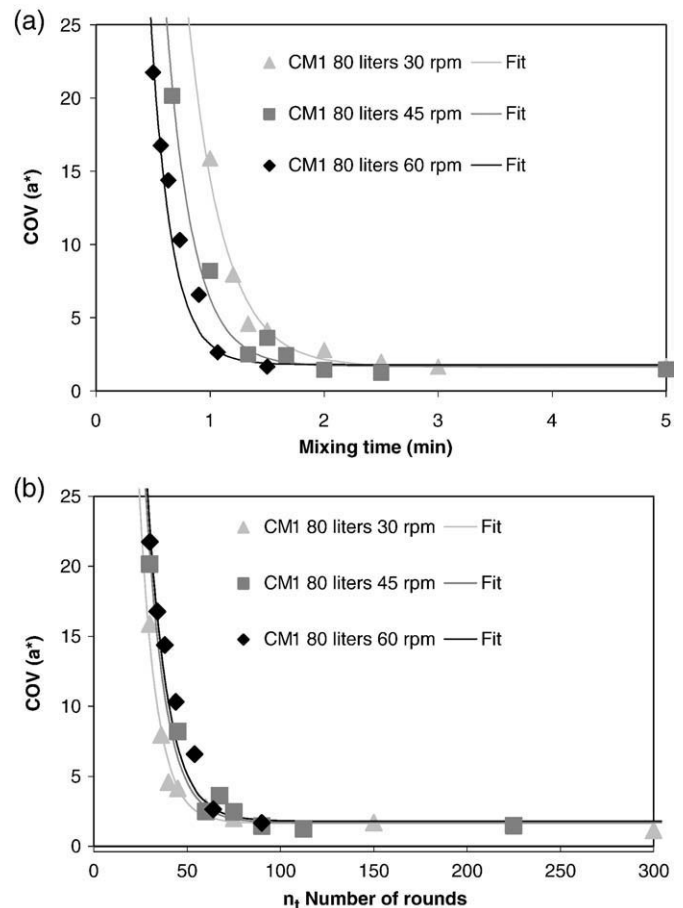 (a)
25
20
15
10
5
0
COV (a*)
CM1 80 liters 30 rpm Fit
CM1 80 liters 45 rpm Fit
CM1 80 liters 60 rpm Fit
0 1 2 3 4 5
Mixing time (min)
(b)
25
20
15
10
5
0
COV (a*)
CM1 80 liters 30 rpm Fit
CM1 80 liters 45 rpm Fit
CM1 80 liters 60 rpm Fit
0 50 100 150 200 250 300
nt Number of rounds